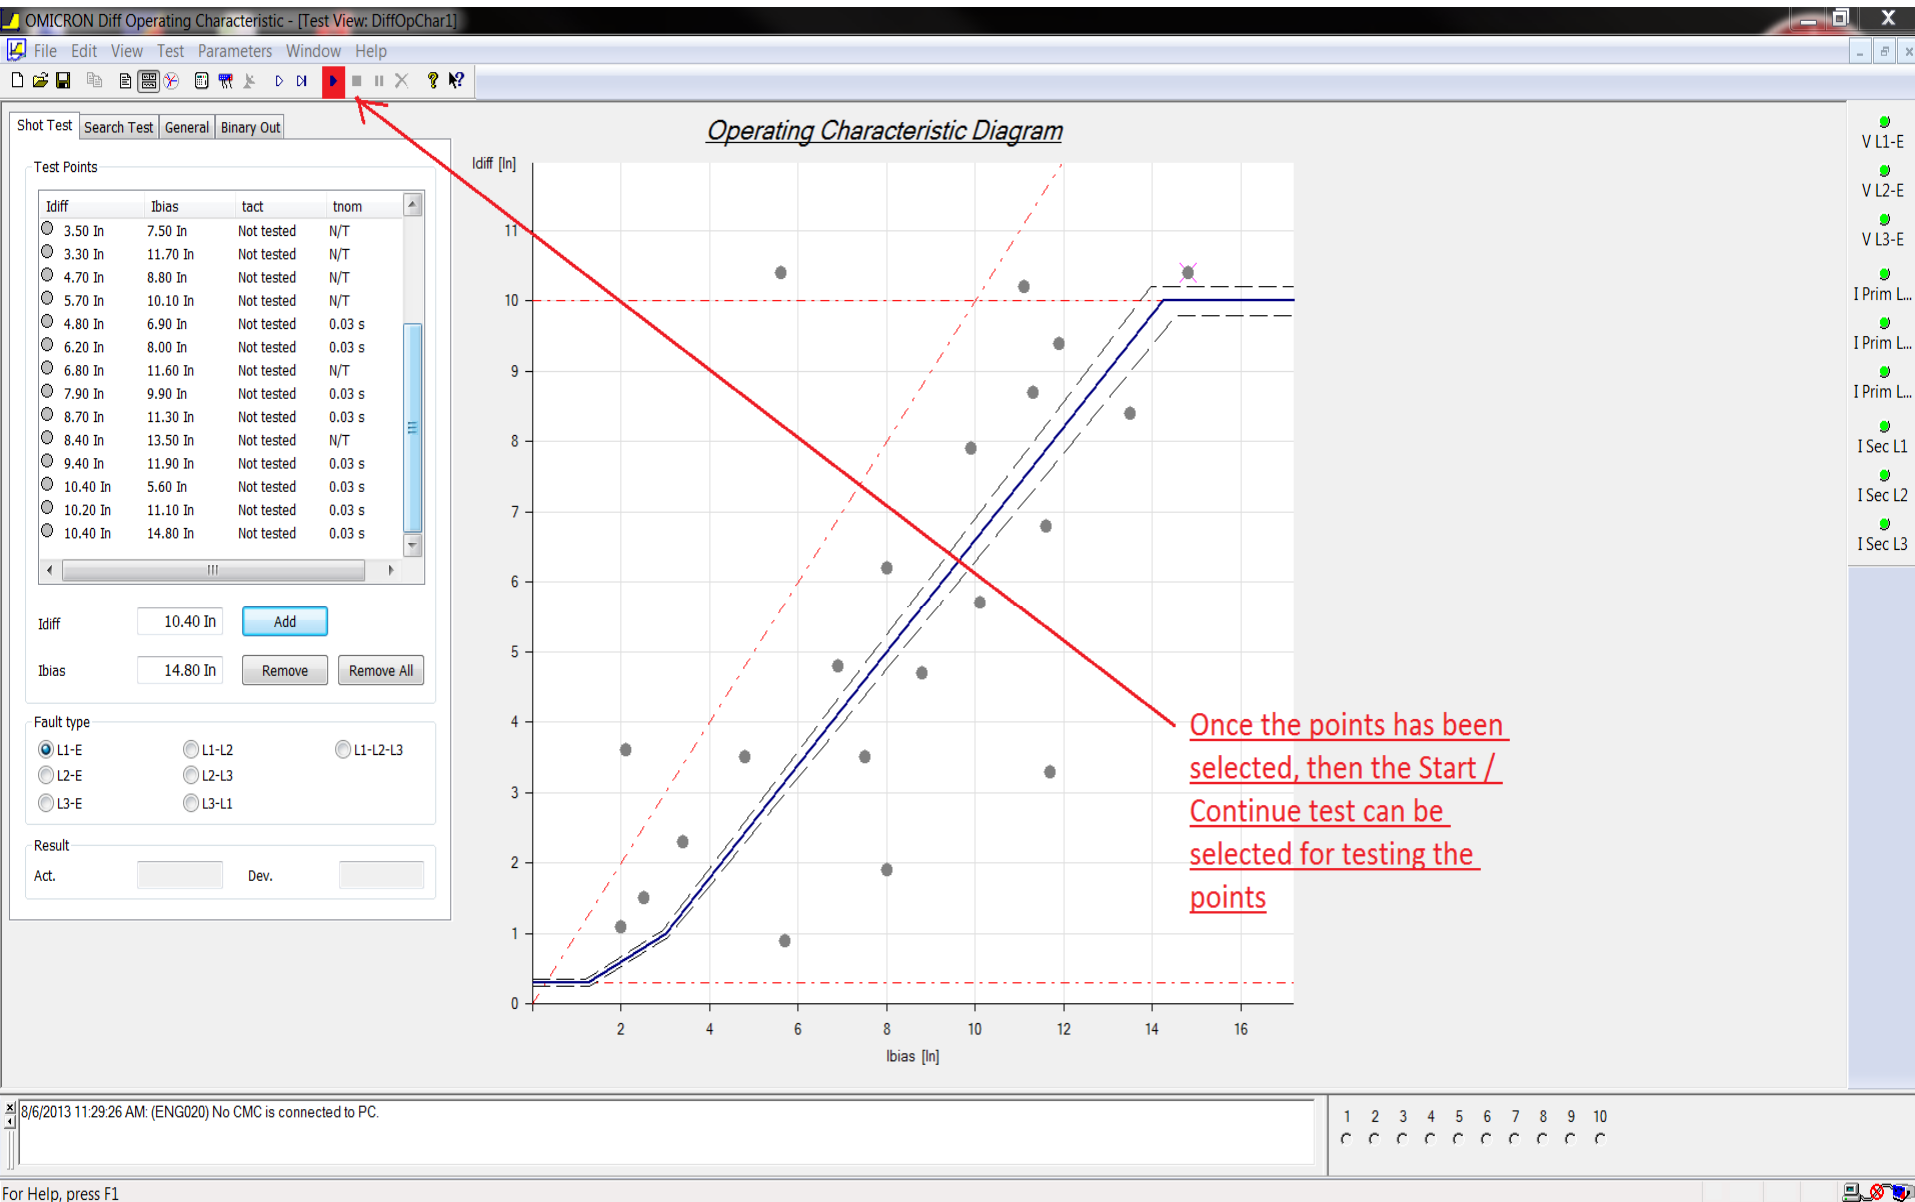 OMICRON Diff Operating Characteristic - [Test View: DiffOpChar1]
File Edit View Test Parameters Window Help
Shot Test Search Test General Binary Out
Test Points
Idiff Ibias tact tnom
3.50 In 7.50 In Not tested N/T
3.30 In 11.70 In Not tested N/T
4.70 In 8.80 In Not tested N/T
5.70 In 10.10 In Not tested N/T
4.80 In 6.90 In Not tested 0.03 s
6.20 In 8.00 In Not tested 0.03 s
6.80 In 11.60 In Not tested N/T
7.90 In 9.90 In Not tested 0.03 s
8.70 In 11.30 In Not tested 0.03 s
8.40 In 13.50 In Not tested N/T
9.40 In 11.90 In Not tested 0.03 s
10.40 In 5.60 In Not tested 0.03 s
10.20 In 11.10 In Not tested 0.03 s
10.40 In 14.80 In Not tested 0.03 s
Idiff 10.40 In Add
Ibias 14.80 In Remove Remove All
Fault type
L1-E L1-L2 L1-L2-L3
L2-E L2-L3
L3-E L3-L1
Result
Act. Dev.
Operating Characteristic Diagram
Idiff [In]
11
10
9
8
7
6
5
4
3
2
1
0
2 4 6 8 10 12 14 16
Ibias [In]
Once the points has been
selected, then the Start /
Continue test can be
selected for testing the
points
V L1-E
V L2-E
V L3-E
I Prim L...
I Prim L...
I Prim L...
I Sec L1
I Sec L2
I Sec L3
8/6/2013 11:29:26 AM: (ENG020) No CMC is connected to PC.
1 2 3 4 5 6 7 8 9 10
For Help, press F1